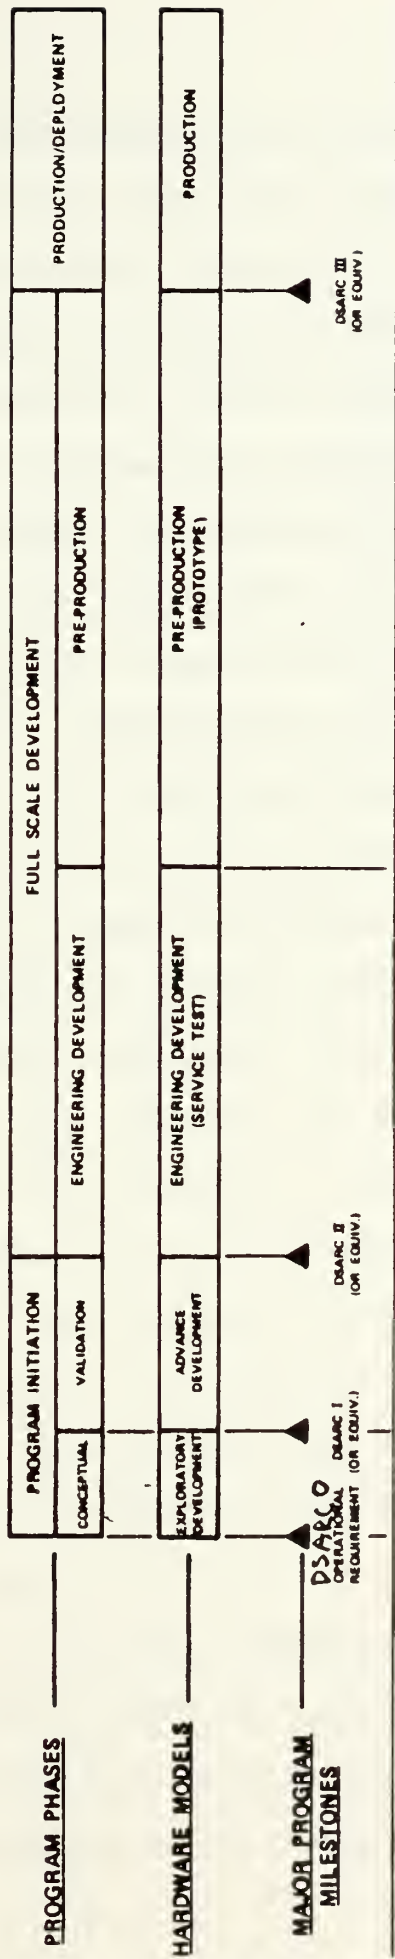 PROGRAM PHASES
PROGRAM INITIATION
FULL SCALE DEVELOPMENT
PRODUCTION/DEPLOYMENT
CONCEPTUAL
VALIDATION
ENGINEERING DEVELOPMENT
PRE-PRODUCTION
HARDWARE MODELS
EXPLORATORY
DEVELOPMENT
ADVANCE
DEVELOPMENT
ENGINEERING DEVELOPMENT
(SERVICE TEST)
PRE-PRODUCTION
(PROTOTYPE)
PRODUCTION
MAJOR PROGRAM
MILESTONES
DSARC O
OPERATIONAL
REQUIREMENT
DSARC I
(OR EQUIV.)
DSARC II
(OR EQUIV.)
DSARC III
(OR EQUIV.)